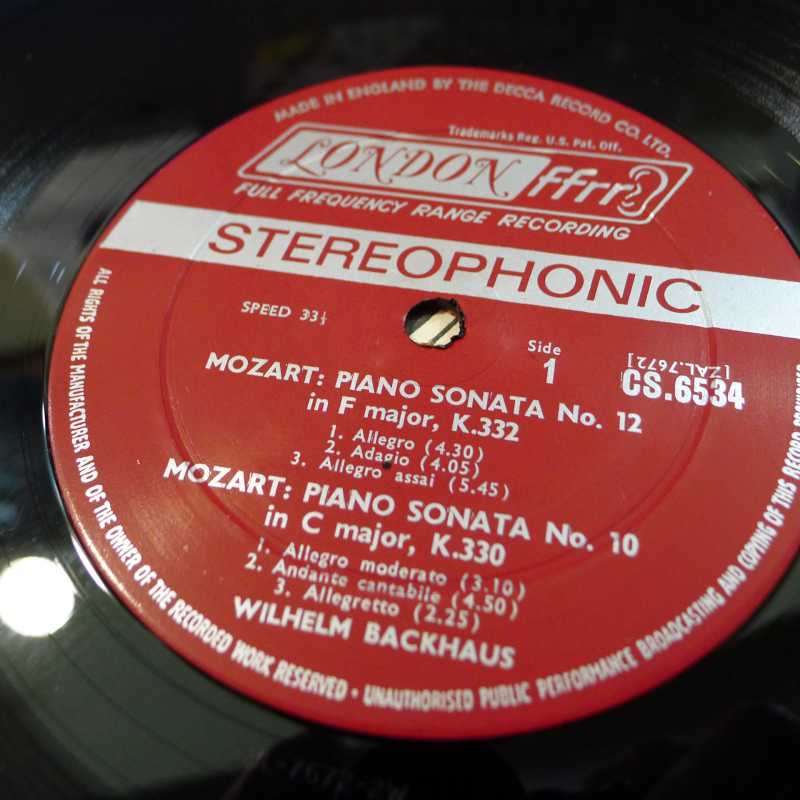 MADE IN ENGLAND BY THE DECCA RECORD CO. LTD.
Trademarks Reg. U.S. Pat. Off.
LONDON ffrr
FULL FREQUENCY RANGE RECORDING
STEREOPHONIC
SPEED 33⅓
Side
1
[ZAL.7672]
CS.6534
MOZART: PIANO SONATA No. 12
in F major, K.332
1. Allegro (4.30)
2. Adagio (4.05)
3. Allegro assai (5.45)
MOZART: PIANO SONATA No. 10
in C major, K.330
1. Allegro moderato (3.10)
2. Andante cantabile (4.50)
3. Allegretto (2.25)
WILHELM BACKHAUS
ALL RIGHTS OF THE MANUFACTURER AND OF THE OWNER OF THE RECORDED WORK RESERVED · UNAUTHORISED PUBLIC PERFORMANCE BROADCASTING AND COPYING OF THIS RECORD PROHIBITED